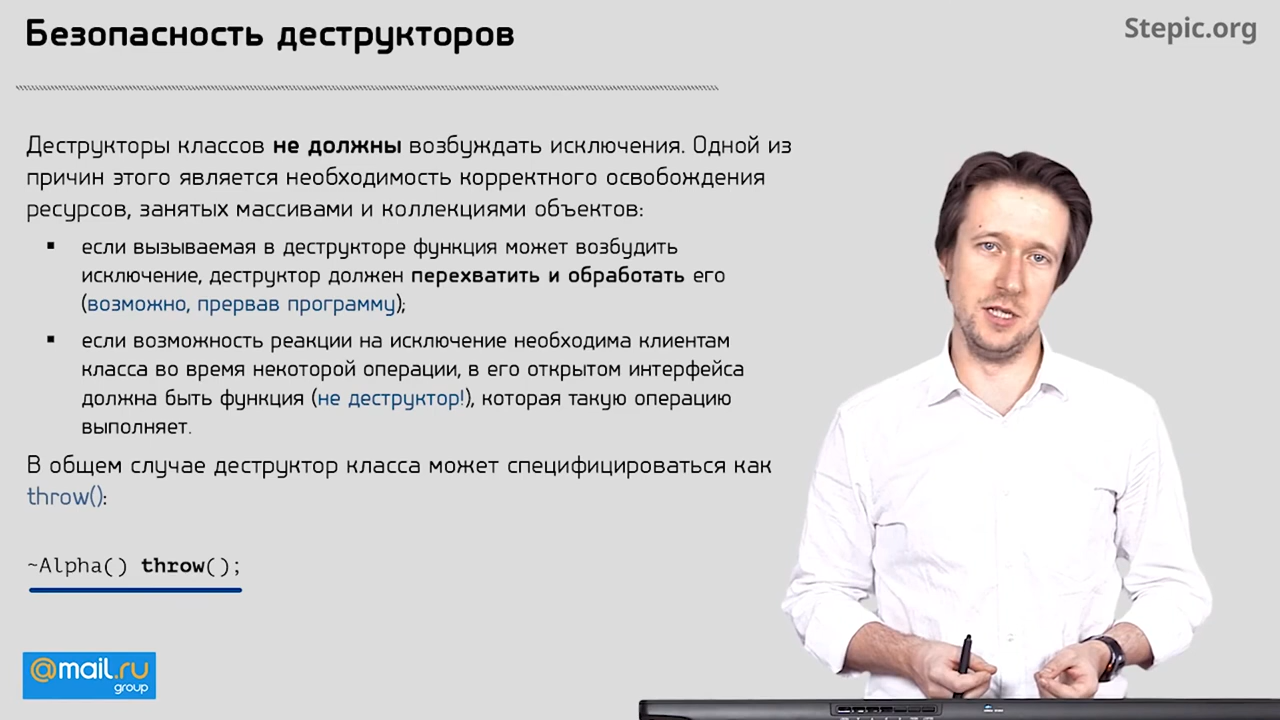 Безопасность деструкторов
Stepic.org
Деструкторы классов не должны возбуждать исключения. Одной из
причин этого является необходимость корректного освобождения
ресурсов, занятых массивами и коллекциями объектов:
▪ если вызываемая в деструкторе функция может возбудить
исключение, деструктор должен перехватить и обработать его
(возможно, прервав программу);
▪ если возможность реакции на исключение необходима клиентам
класса во время некоторой операции, в его открытом интерфейса
должна быть функция (не деструктор!), которая такую операцию
выполняет.
В общем случае деструктор класса может специфицироваться как
throw():
~Alpha() throw();
@mail.ru
group